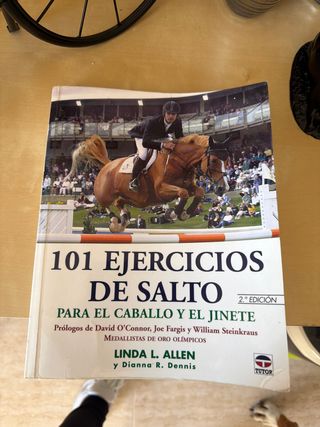 101 EJERCICIOS
DE SALTO
2.ª EDICIÓN
PARA EL CABALLO Y EL JINETE
Prólogos de David O'Connor, Joe Fargis y William Steinkraus
MEDALLISTAS DE ORO OLÍMPICOS
LINDA L. ALLEN
y Dianna R. Dennis
TUTOR